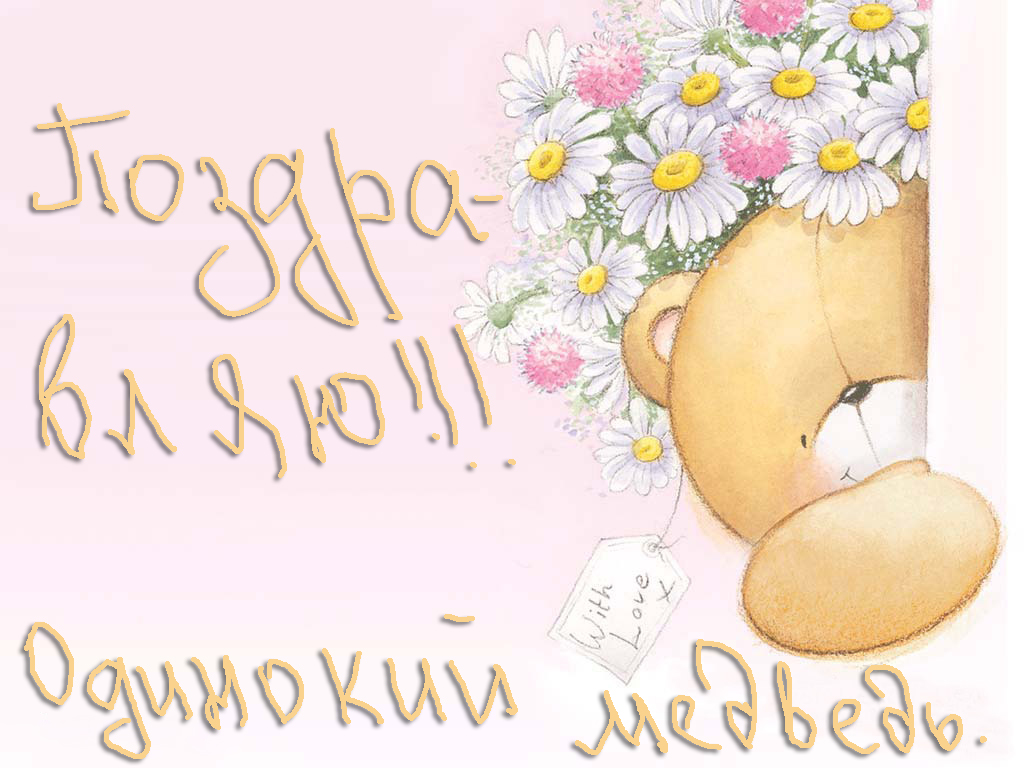 Поздра-
вляю!!!
With
Love
x
Одинокий медведь.